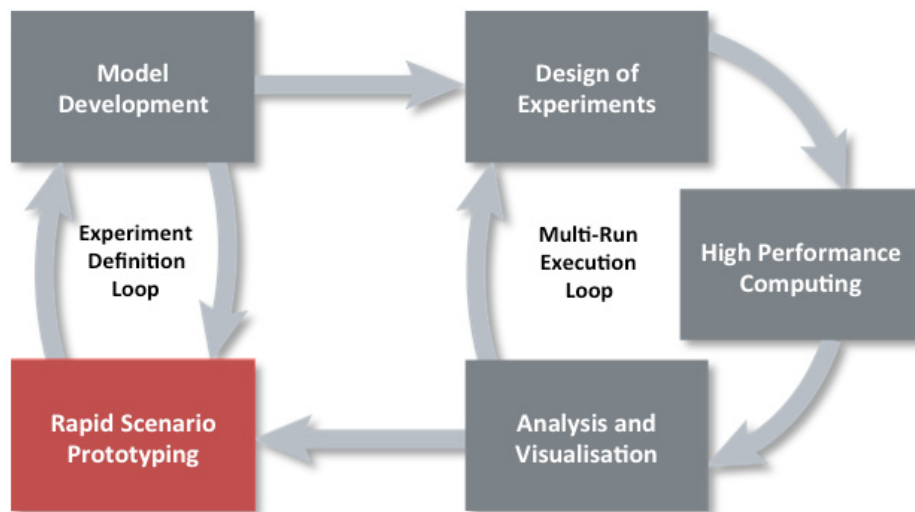 Model
Development
Design of
Experiments
Experiment
Definition
Loop
Multi-Run
Execution
Loop
High Performance
Computing
Rapid Scenario
Prototyping
Analysis and
Visualisation